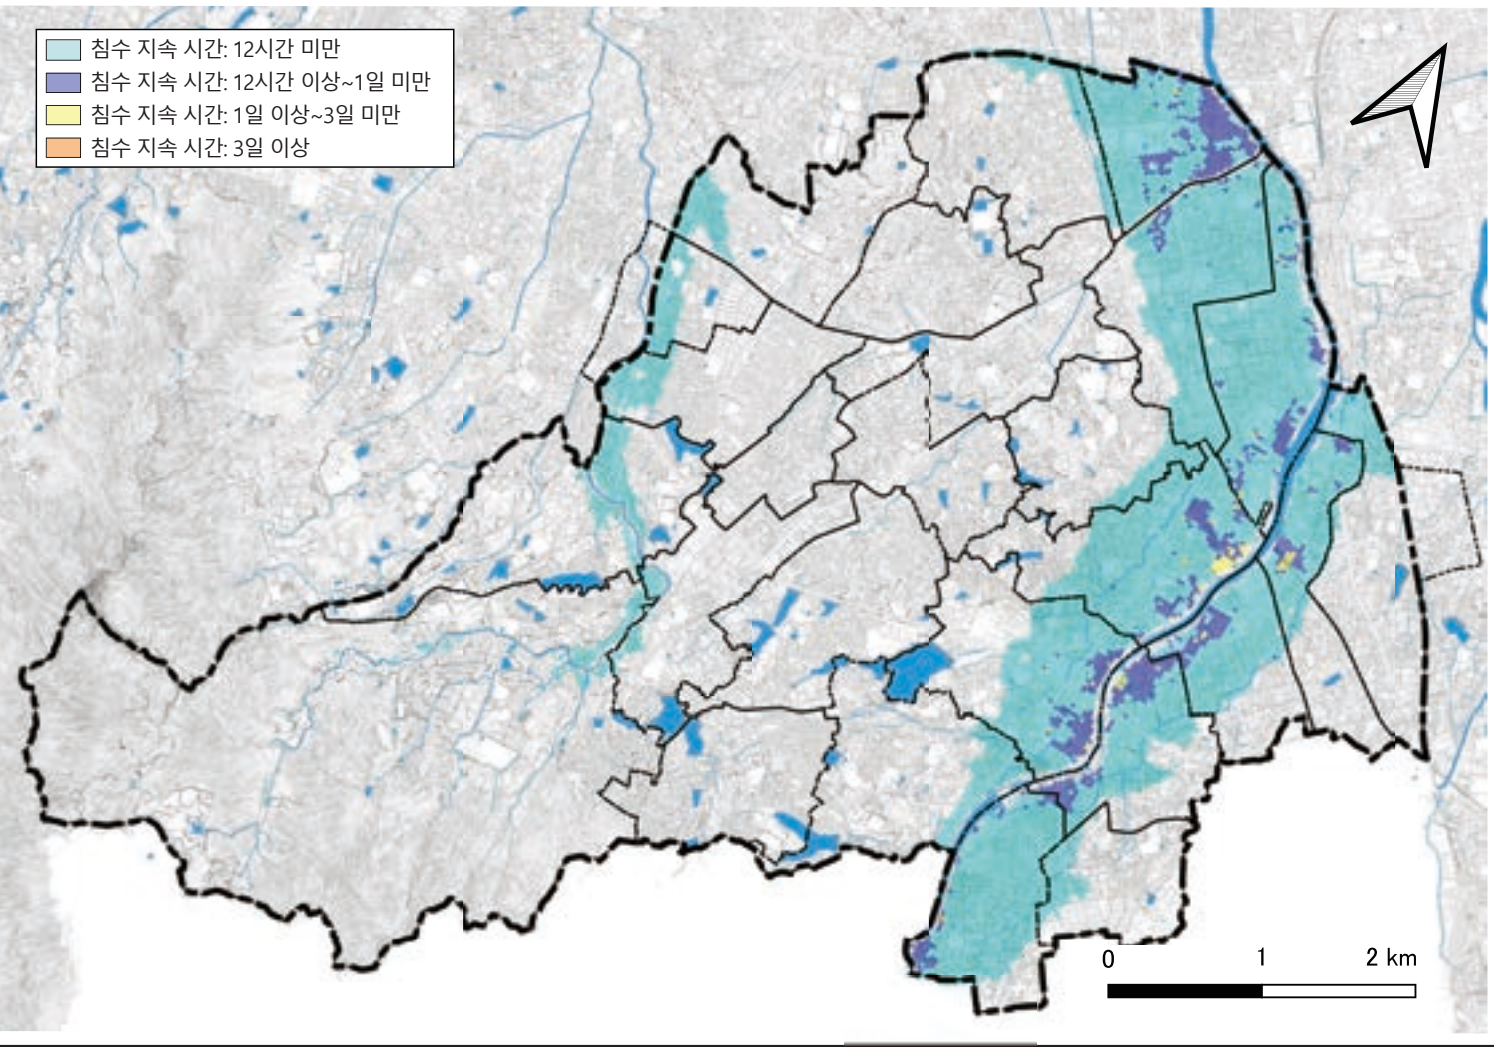 침수 지속 시간: 12시간 미만
침수 지속 시간: 12시간 이상~1일 미만
침수 지속 시간: 1일 이상~3일 미만
침수 지속 시간: 3일 이상
0 1 2 km